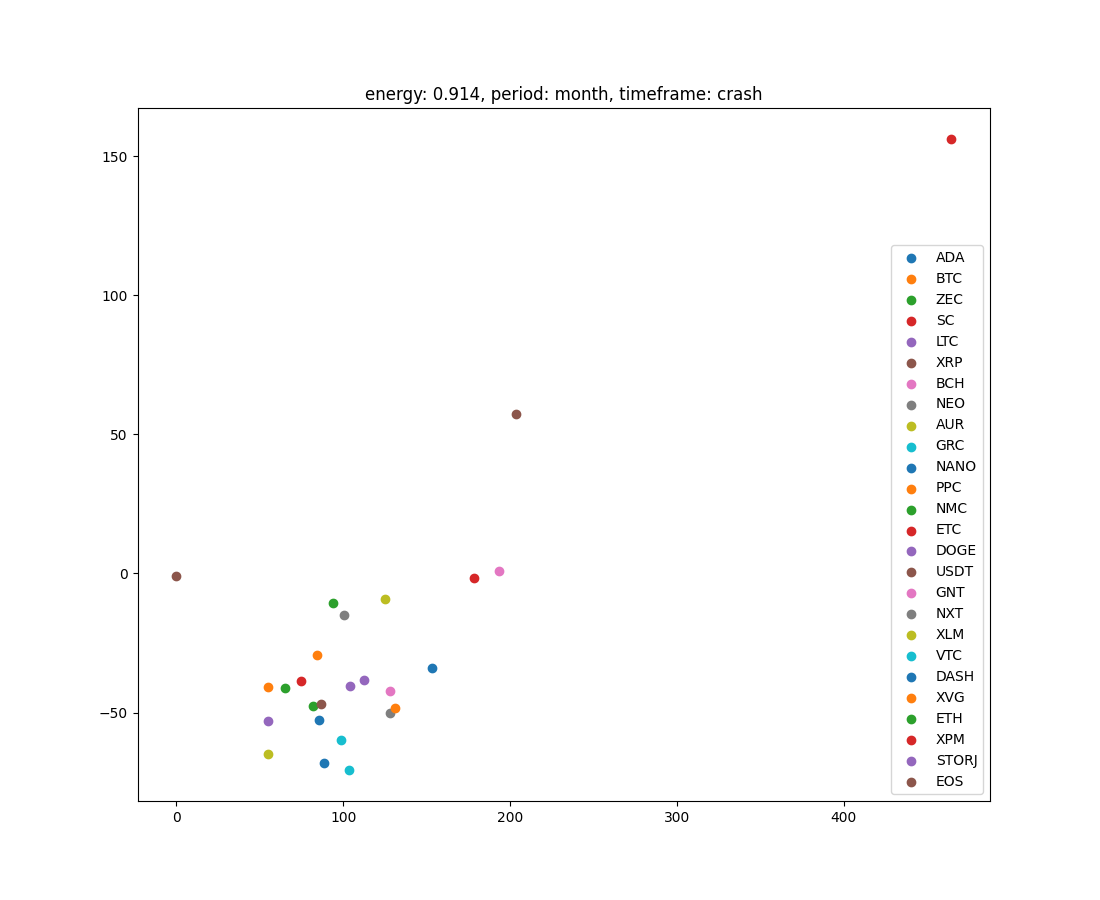 energy: 0.914, period: month, timeframe: crash
150
100
50
0
−50
0
100
200
300
400
ADA
BTC
ZEC
SC
LTC
XRP
BCH
NEO
AUR
GRC
NANO
PPC
NMC
ETC
DOGE
USDT
GNT
NXT
XLM
VTC
DASH
XVG
ETH
XPM
STORJ
EOS